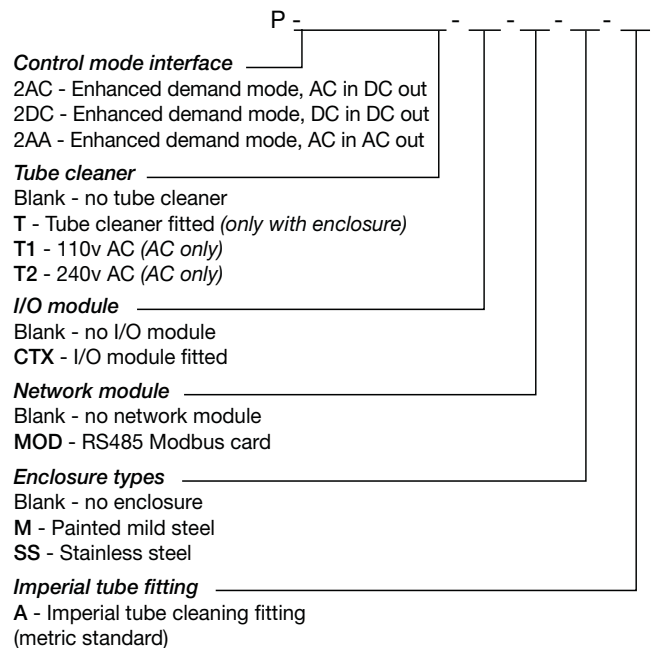 P - - - - -
Control mode interface
2AC - Enhanced demand mode, AC in DC out
2DC - Enhanced demand mode, DC in DC out
2AA - Enhanced demand mode, AC in AC out
Tube cleaner
Blank - no tube cleaner
T - Tube cleaner fitted (only with enclosure)
T1 - 110v AC (AC only)
T2 - 240v AC (AC only)
I/O module
Blank - no I/O module
CTX - I/O module fitted
Network module
Blank - no network module
MOD - RS485 Modbus card
Enclosure types
Blank - no enclosure
M - Painted mild steel
SS - Stainless steel
Imperial tube fitting
A - Imperial tube cleaning fitting
(metric standard)